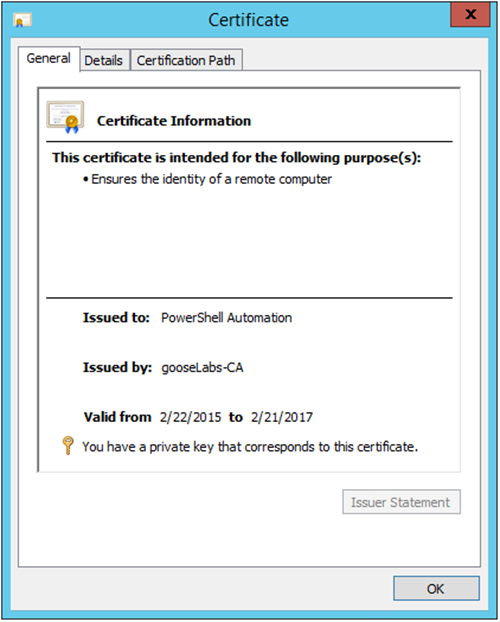 Certificate
x
General Details Certification Path
Certificate Information
This certificate is intended for the following purpose(s):
• Ensures the identity of a remote computer
Issued to: PowerShell Automation
Issued by: gooseLabs-CA
Valid from 2/22/2015 to 2/21/2017
You have a private key that corresponds to this certificate.
Issuer Statement
OK